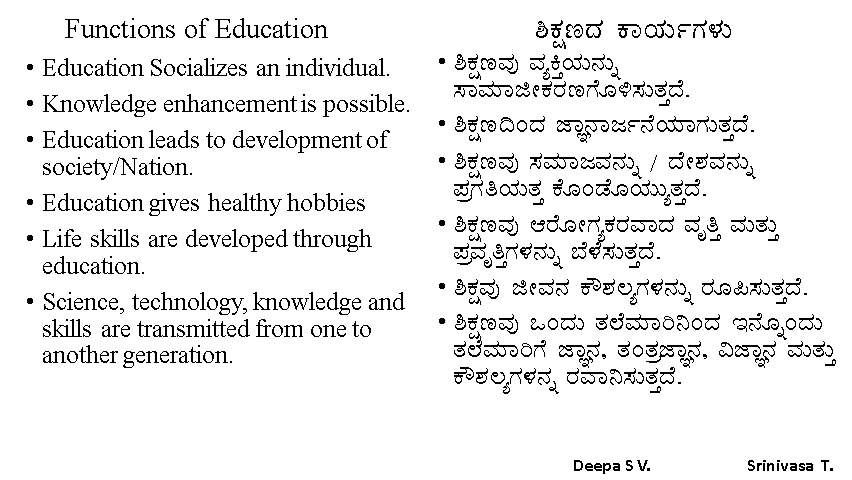 Functions of Education
• Education Socializes an individual.
• Knowledge enhancement is possible.
• Education leads to development of
society/Nation.
• Education gives healthy hobbies
• Life skills are developed through
education.
• Science, technology, knowledge and
skills are transmitted from one to
another generation.
ಶಿಕ್ಷಣದ ಕಾರ್ಯಗಳು
• ಶಿಕ್ಷಣವು ವ್ಯಕ್ತಿಯನ್ನು
ಸಾಮಾಜೀಕರಣಗೊಳಿಸುತ್ತದೆ.
• ಶಿಕ್ಷಣದಿಂದ ಜ್ಞಾನಾರ್ಜನೆಯಾಗುತ್ತದೆ.
• ಶಿಕ್ಷಣವು ಸಮಾಜವನ್ನು / ದೇಶವನ್ನು
ಪ್ರಗತಿಯತ್ತ ಕೊಂಡೊಯ್ಯುತ್ತದೆ.
• ಶಿಕ್ಷಣವು ಆರೋಗ್ಯಕರವಾದ ವೃತ್ತಿ ಮತ್ತು
ಪ್ರವೃತ್ತಿಗಳನ್ನು ಬೆಳೆಸುತ್ತದೆ.
• ಶಿಕ್ಷವು ಜೀವನ ಕೌಶಲ್ಯಗಳನ್ನು ರೂಪಿಸುತ್ತದೆ.
• ಶಿಕ್ಷಣವು ಒಂದು ತಲೆಮಾರಿನಿಂದ ಇನ್ನೊಂದು
ತಲೆಮಾರಿಗೆ ಜ್ಞಾನ, ತಂತ್ರಜ್ಞಾನ, ವಿಜ್ಞಾನ ಮತ್ತು
ಕೌಶಲ್ಯಗಳನ್ನ ರವಾನಿಸುತ್ತದೆ.
Deepa S V. Srinivasa T.